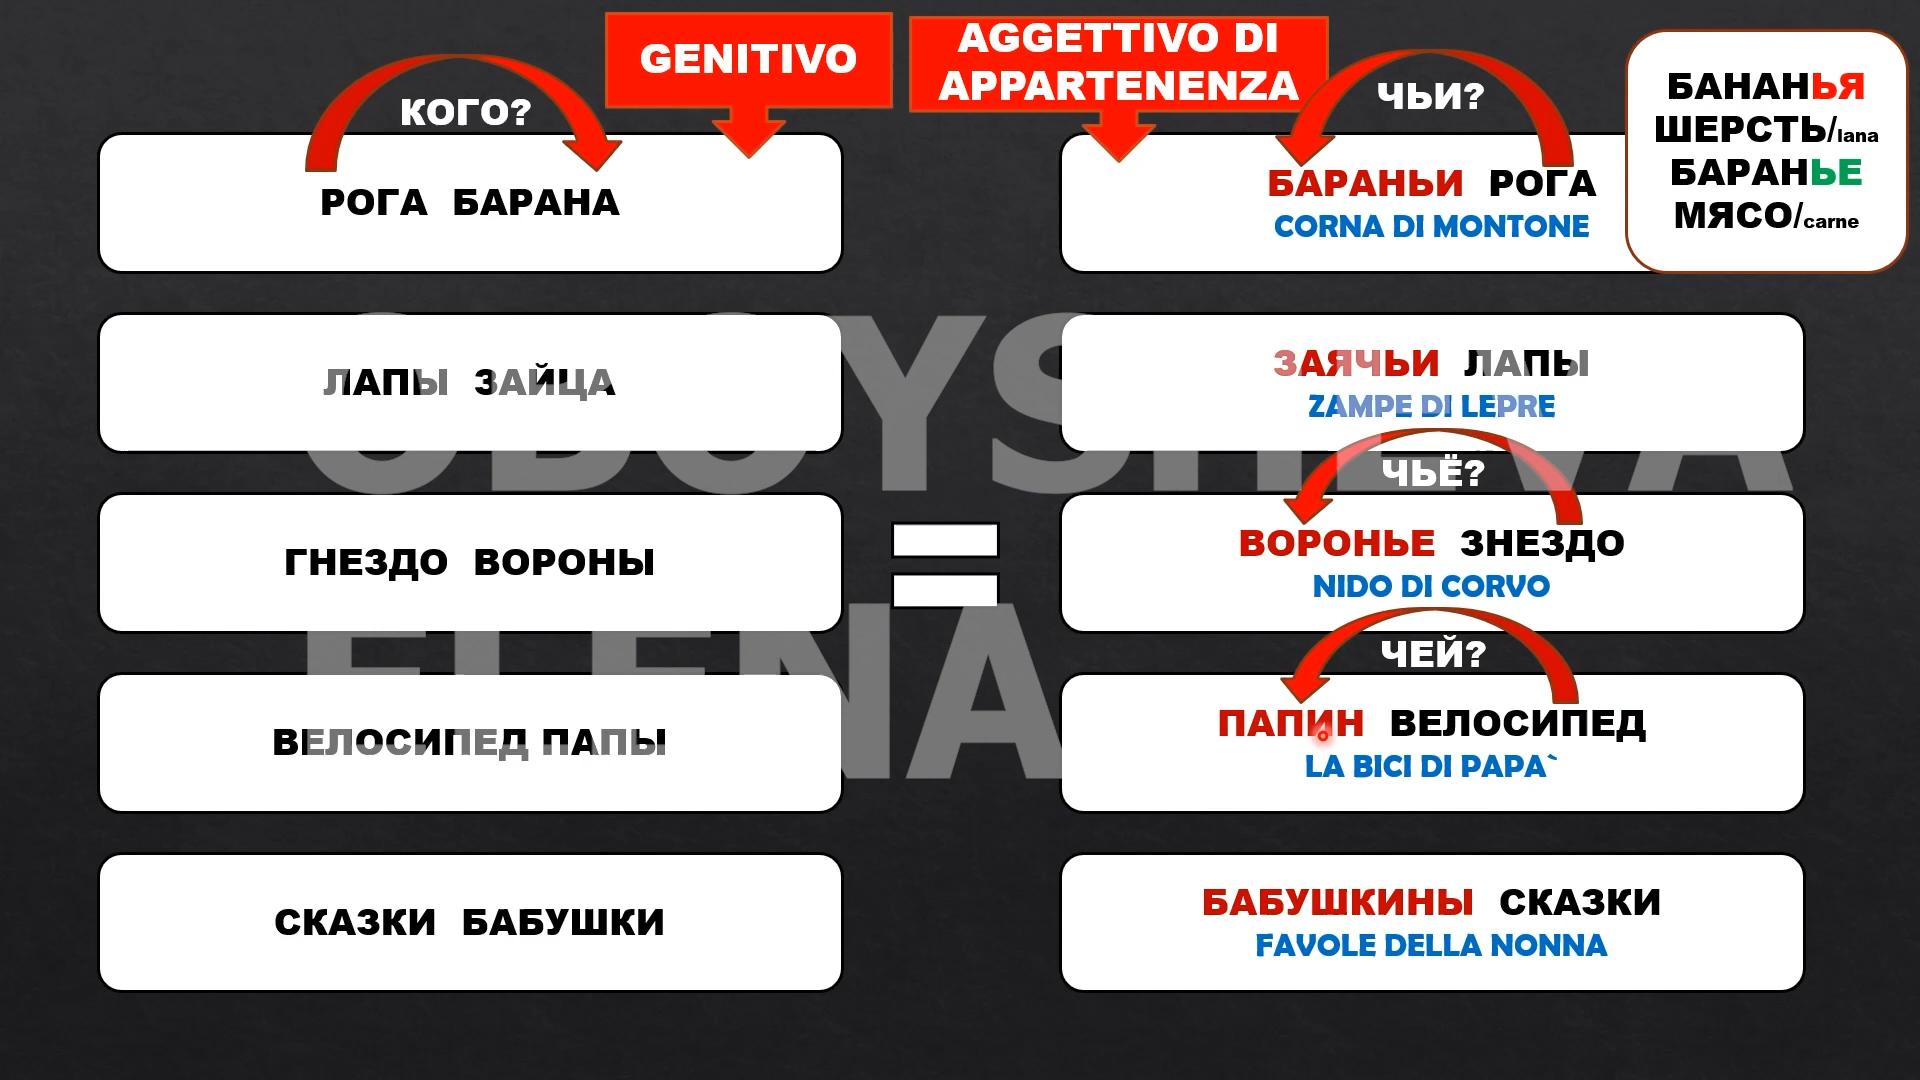 GENITIVO
AGGETTIVO DI
APPARTENENZA
КОГО?
ЧЬИ?
РОГА БАРАНА
БАРАНЬИ РОГА
CORNA DI MONTONE
БАНАНЬЯ
ШЕРСТЬ/lana
БАРАНЬЕ
МЯСО/carne
ЛАПЫ ЗАЙЦА
ЗАЯЧЬИ ЛАПЫ
ZAMPE DI LEPRE
ЧЬЁ?
ГНЕЗДО ВОРОНЫ
ВОРОНЬЕ ЗНЕЗДО
NIDO DI CORVO
ЧЕЙ?
ВЕЛОСИПЕД ПАПЫ
ПАПИН ВЕЛОСИПЕД
LA BICI DI PAPA`
СКАЗКИ БАБУШКИ
БАБУШКИНЫ СКАЗКИ
FAVOLE DELLA NONNA
OBOYSHEVA
ELENA